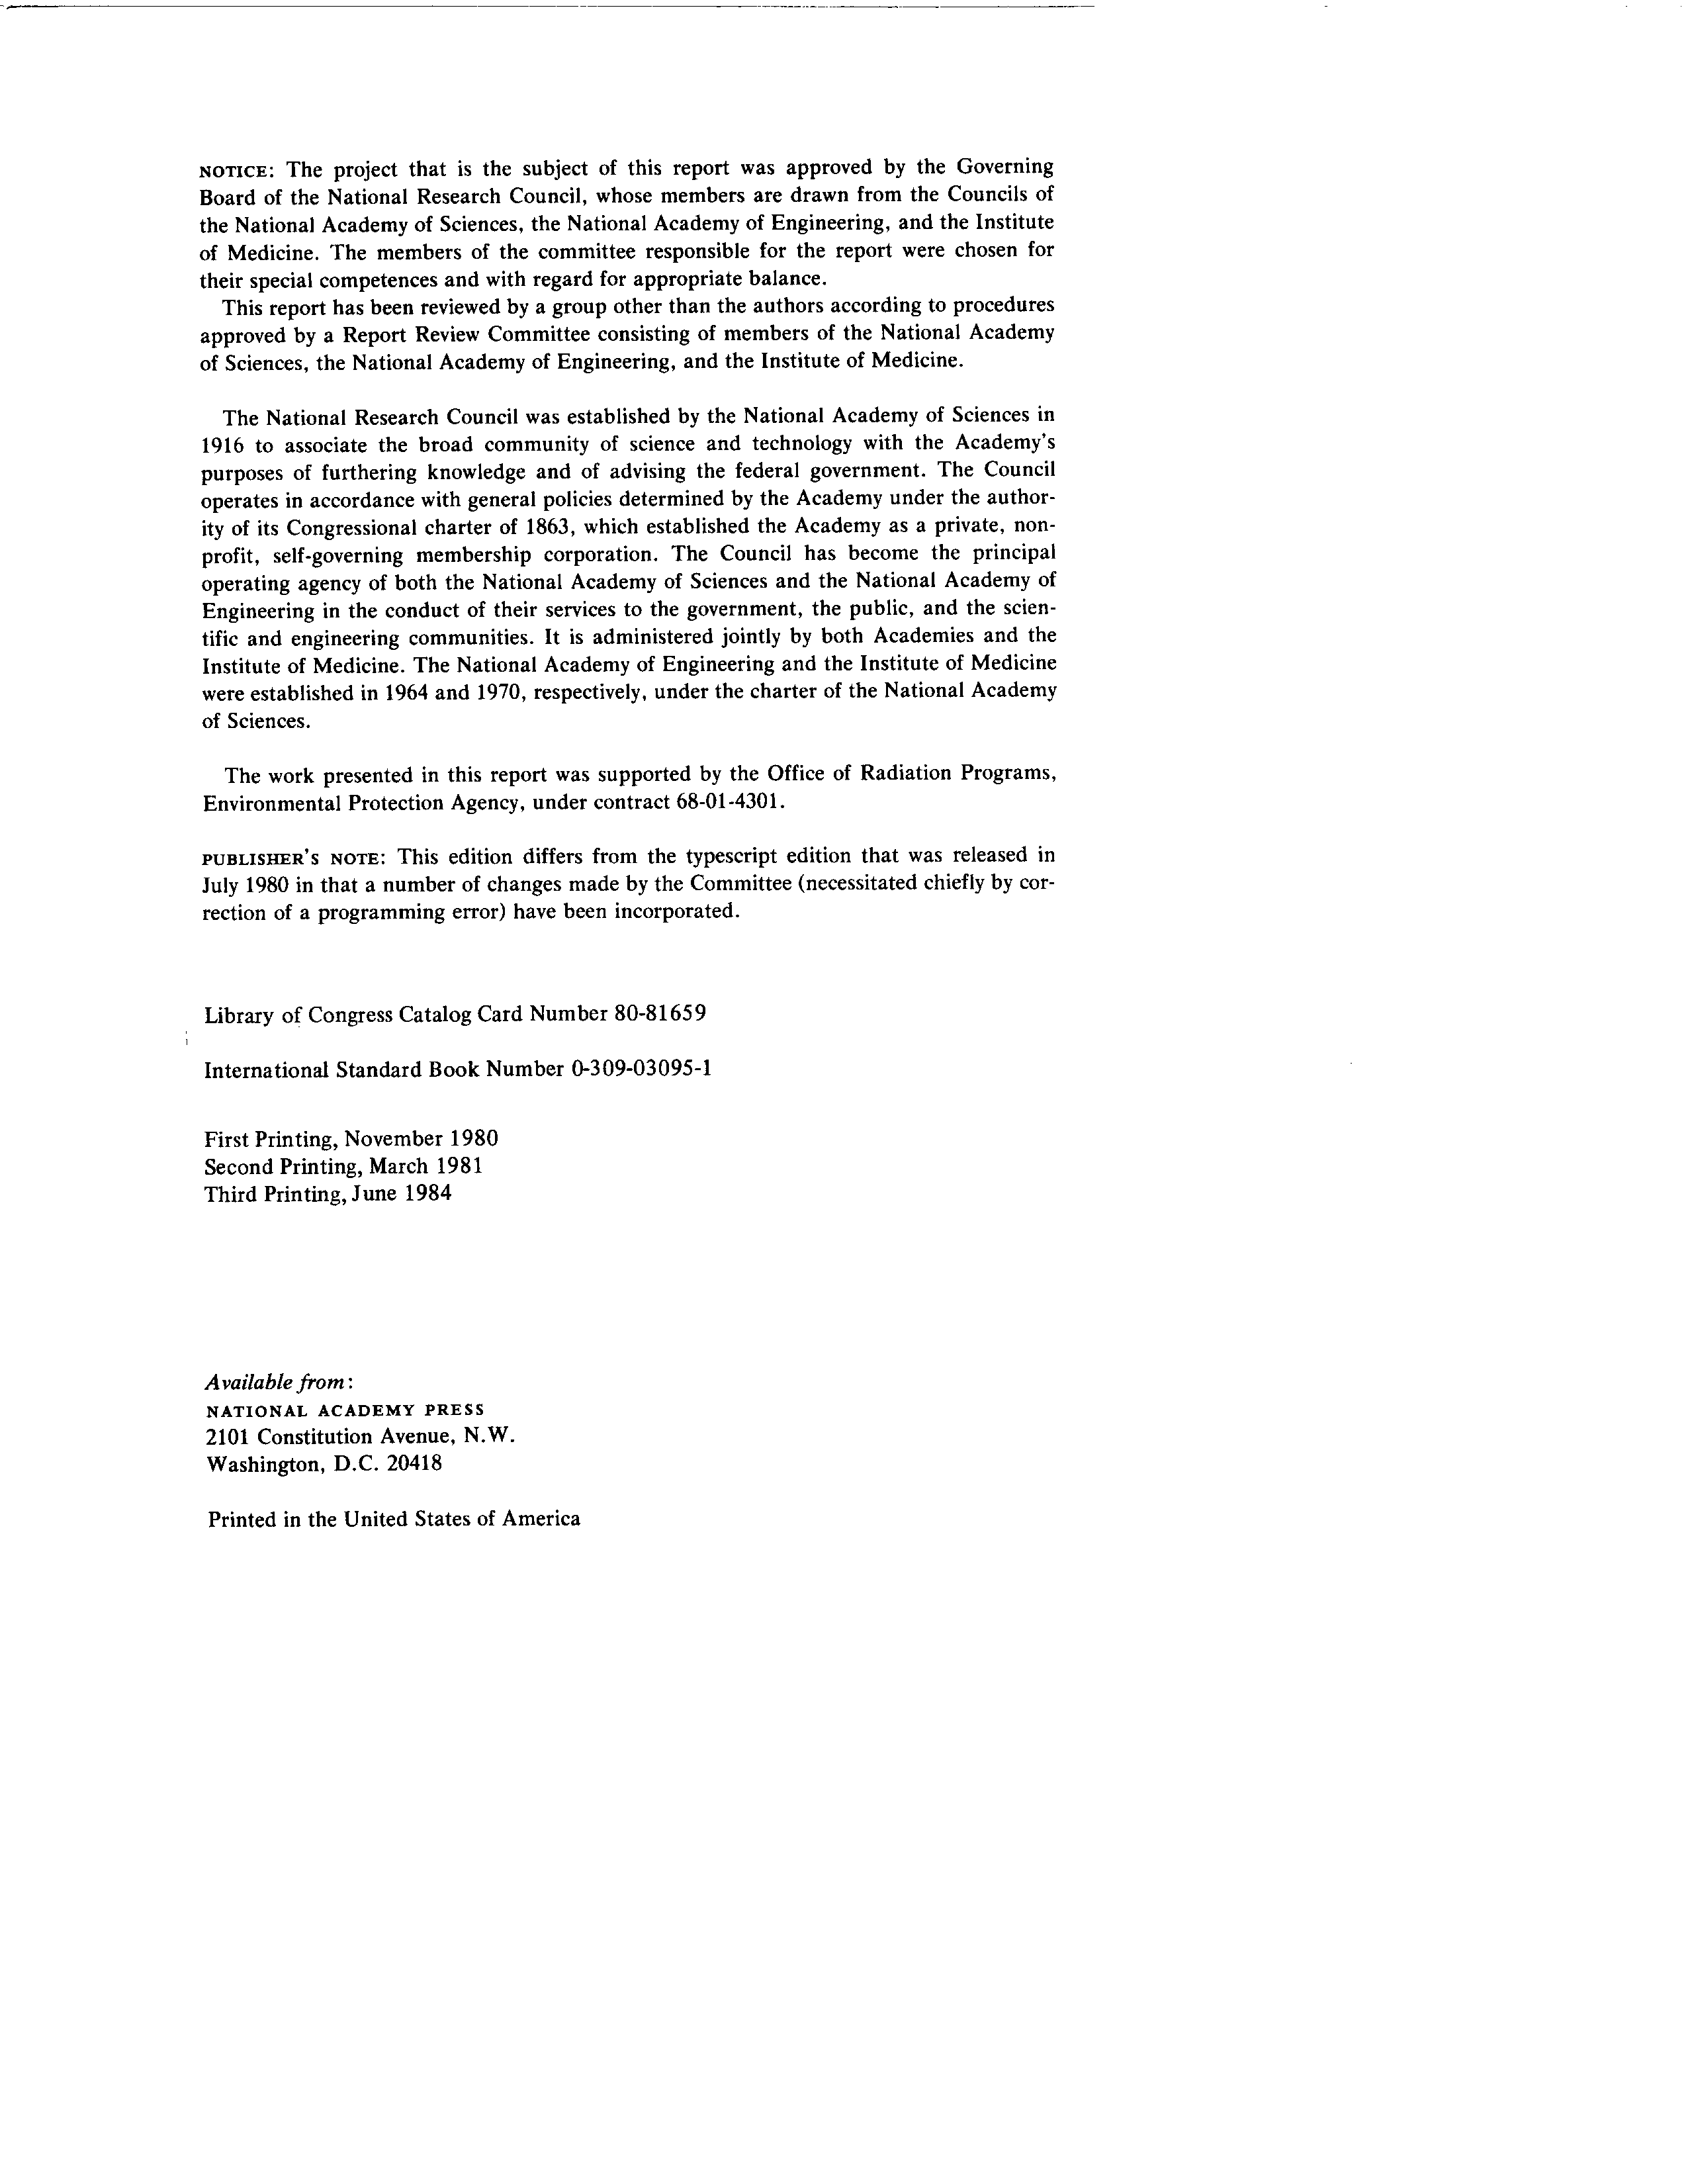 NOTICE: The project that is the subject of this report was approved by the Governing
Board of the National Research Council, whose members are drawn from the Councils of
the National Academy of Sciences, the National Academy of Engineering, and the Institute
of Medicine. The members of the committee responsible for the report were chosen for
their special competences and with regard for appropriate balance.
This report has been reviewed by a group other than the authors according to procedures
approved by a Report Review Committee consisting of members of the National Academy
of Sciences, the National Academy of Engineering, and the Institute of Medicine.
The National Research Council was established by the National Academy of Sciences in
1916 to associate the broad community of science and technology with the Academy's
purposes of furthering knowledge and of advising the federal government. The Council
operates in accordance with general policies determined by the Academy under the author-
ity of its Congressional charter of 1863, which established the Academy as a private, non-
profit, self-governing membership corporation. The Council has become the principal
operating agency of both the National Academy of Sciences and the National Academy of
Engineering in the conduct of their services to the government, the public, and the scien-
tific and engineering communities. It is administered jointly by both Academies and the
Institute of Medicine. The National Academy of Engineering and the Institute of Medicine
were established in 1964 and 1970, respectively, under the charter of the National Academy
of Sciences.
The work presented in this report was supported by the Office of Radiation Programs,
Environmental Protection Agency, under contract 68-01-4301.
PUBLISHER'S NOTE: This edition differs from the typescript edition that was released in
July 1980 in that a number of changes made by the Committee (necessitated chiefly by cor-
rection of a programming error) have been incorporated.
Library of Congress Catalog Card Number 80-81659
International Standard Book Number 0-309-03095-1
First Printing, November 1980
Second Printing, March 1981
Third Printing, June 1984
Available from:
NATIONAL ACADEMY PRESS
2101 Constitution Avenue, N.W.
Washington, D.C. 20418
Printed in the United States of America